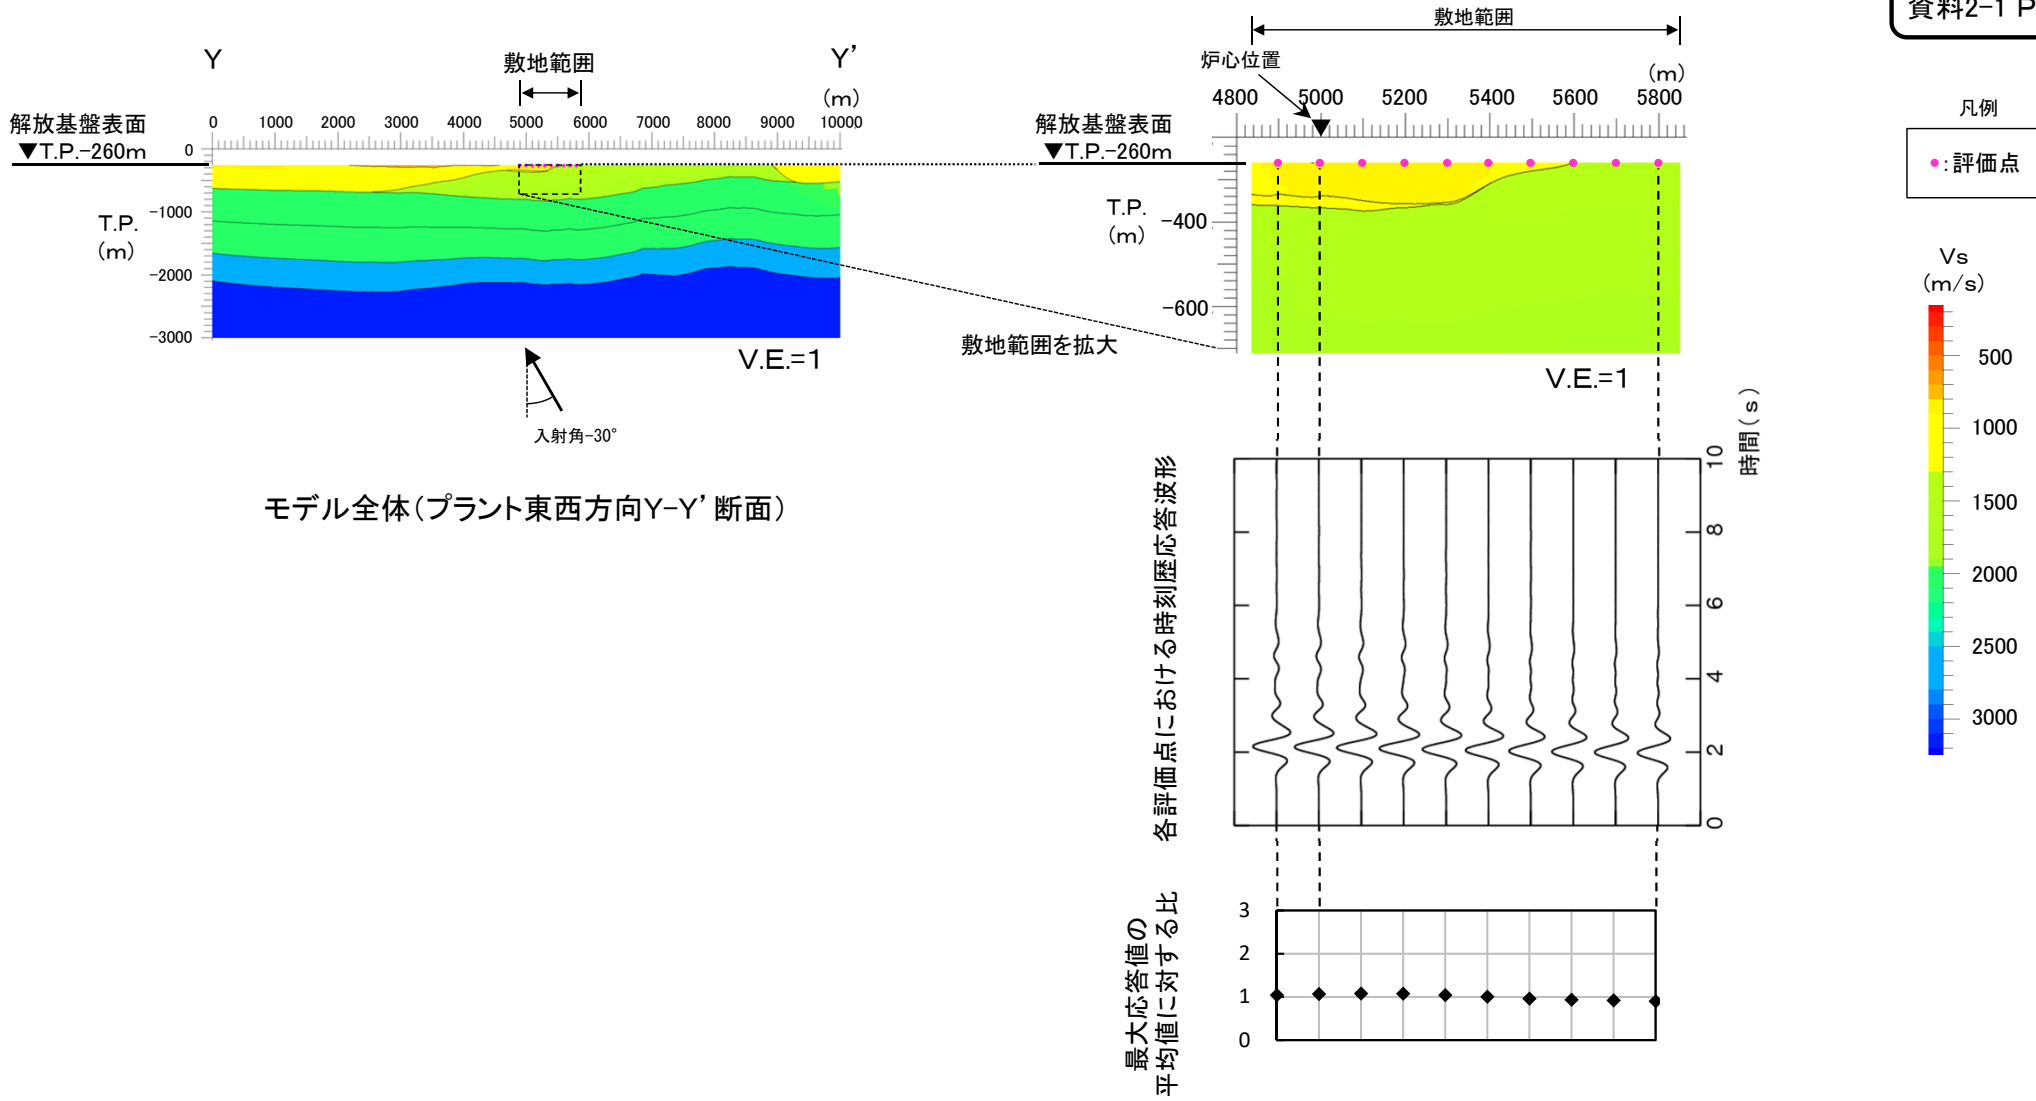 資料2-1 P
Y
Y'
敷地範囲
(m)
解放基盤表面
▼T.P.-260m
0 1000 2000 3000 4000 5000 6000 7000 8000 9000 10000
0
-1000
-2000
-3000
T.P.
(m)
V.E.=1
入射角-30°
モデル全体(プラント東西方向Y-Y'断面)
敷地範囲を拡大
敷地範囲
炉心位置
(m)
4800 5000 5200 5400 5600 5800
解放基盤表面
▼T.P.-260m
T.P.
(m)
-400
-600
V.E.=1
凡例
●:評価点
Vs
(m/s)
500
1000
1500
2000
2500
3000
各評価点における時刻歴応答波形
時間(s)
10
8
6
4
2
0
最大応答値の
平均値に対する比
3
2
1
0